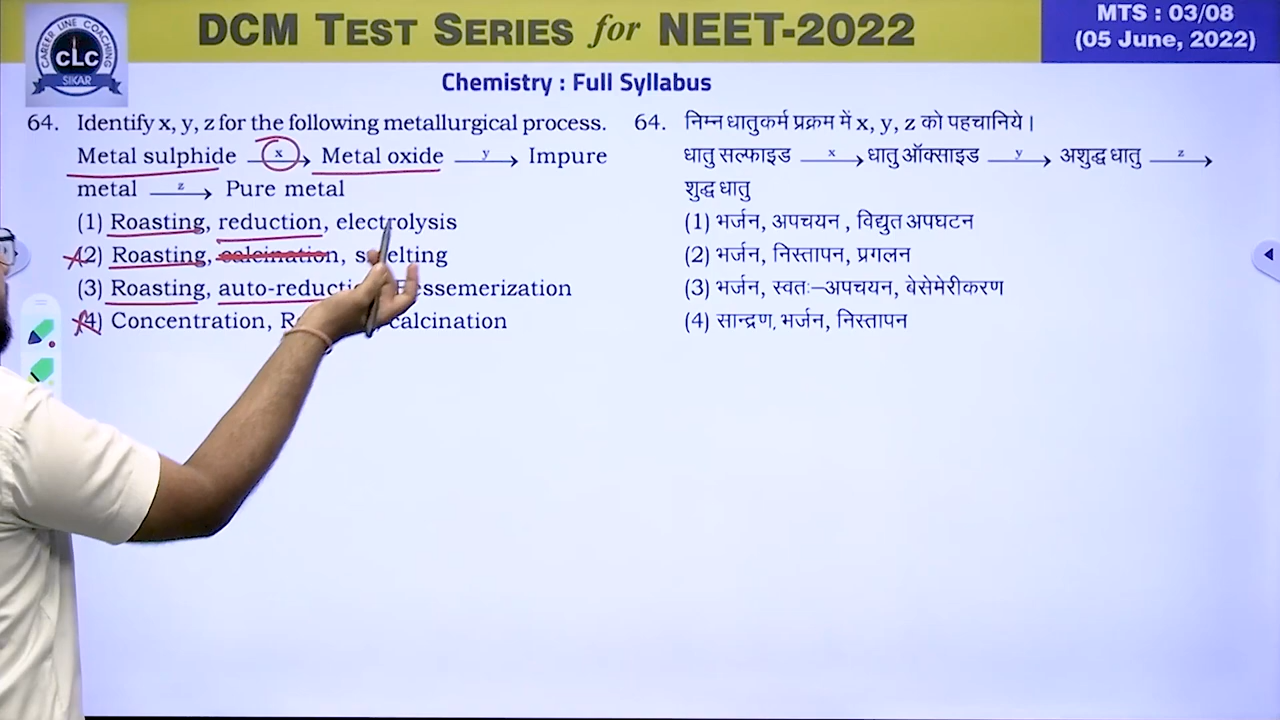 DCM TEST SERIES for NEET-2022
MTS : 03/08
(05 June, 2022)
CAREER LINE COACHING
CLC
SIKAR
Chemistry : Full Syllabus
64. Identify x, y, z for the following metallurgical process.
Metal sulphide x Metal oxide y Impure
metal z Pure metal
(1) Roasting, reduction, electrolysis
(2) Roasting, calcination,
(3) Roasting,
(4) Concentration, calcination
64. निम्न धातुकर्म प्रक्रम में x, y, z को पहचानिये।
धातु सल्फाइड x धातु ऑक्साइड y अशुद्ध धातु z
शुद्ध धातु
(1) भर्जन, अपचयन , विद्युत अपघटन
(2) भर्जन, निस्तापन, प्रगलन
(3) भर्जन, स्वतः–अपचयन, बेसेमेरीकरण
(4) सान्द्रण, भर्जन, निस्तापन